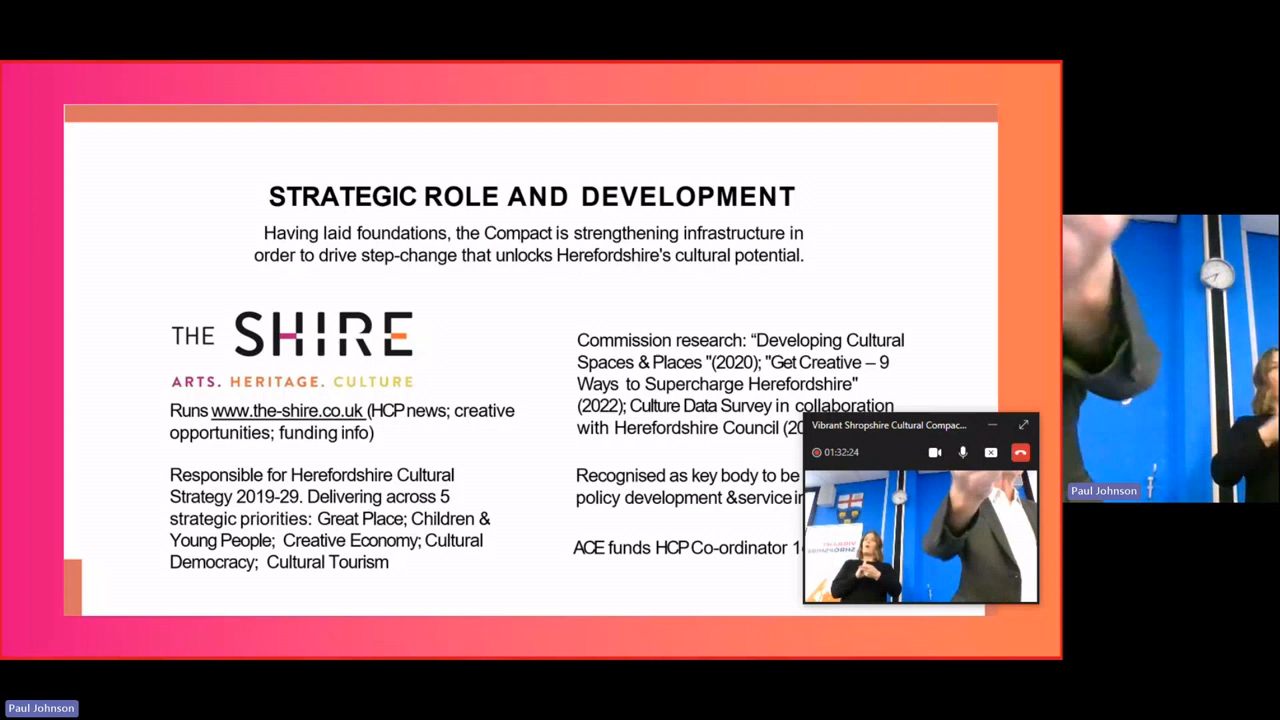 STRATEGIC ROLE AND DEVELOPMENT
Having laid foundations, the Compact is strengthening infrastructure in
order to drive step-change that unlocks Herefordshire's cultural potential.
THE SHIRE
ARTS. HERITAGE. CULTURE
Runs www.the-shire.co.uk (HCP news; creative
opportunities; funding info)
Responsible for Herefordshire Cultural
Strategy 2019-29. Delivering across 5
strategic priorities: Great Place; Children &
Young People; Creative Economy; Cultural
Democracy; Cultural Tourism
Commission research: “Developing Cultural
Spaces & Places "(2020); "Get Creative – 9
Ways to Supercharge Herefordshire"
(2022); Culture Data Survey in collaboration
with Herefordshire Council
Recognised as key body to be
policy development &service
ACE funds HCP Co-ordinator
Vibrant Shropshire Cultural Compac...
01:32:24
Paul Johnson
Paul Johnson